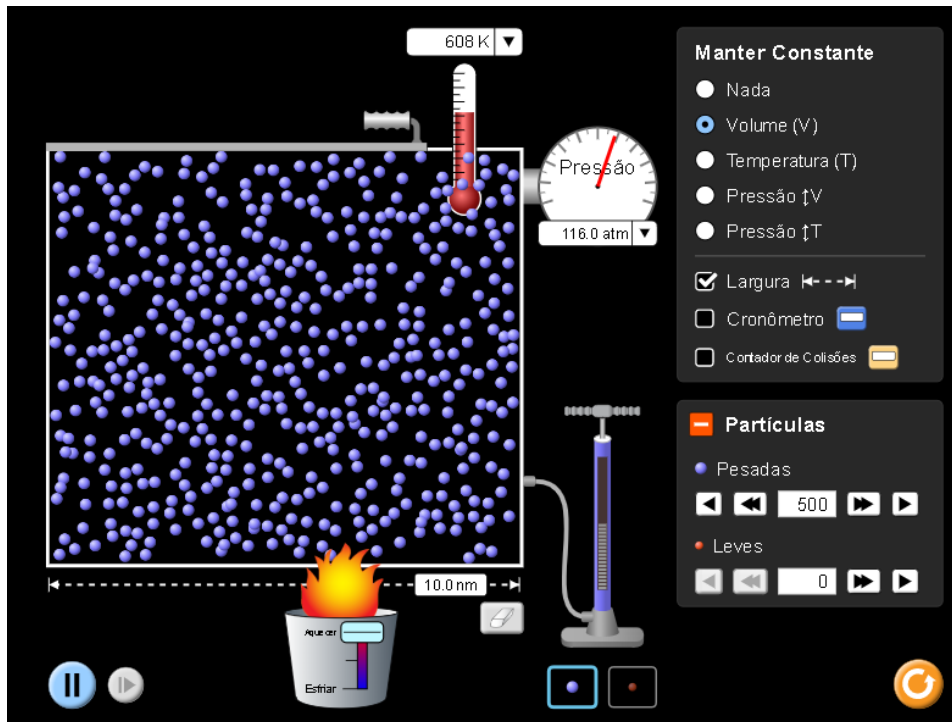 608 K
Pressão
116.0 atm
Manter Constante
Nada
Volume (V)
Temperatura (T)
Pressão ↕V
Pressão ↕T
Largura
Cronômetro
Contador de Colisões
Partículas
Pesadas
500
Leves
0
10.0 nm
Aquecer
Esfriar